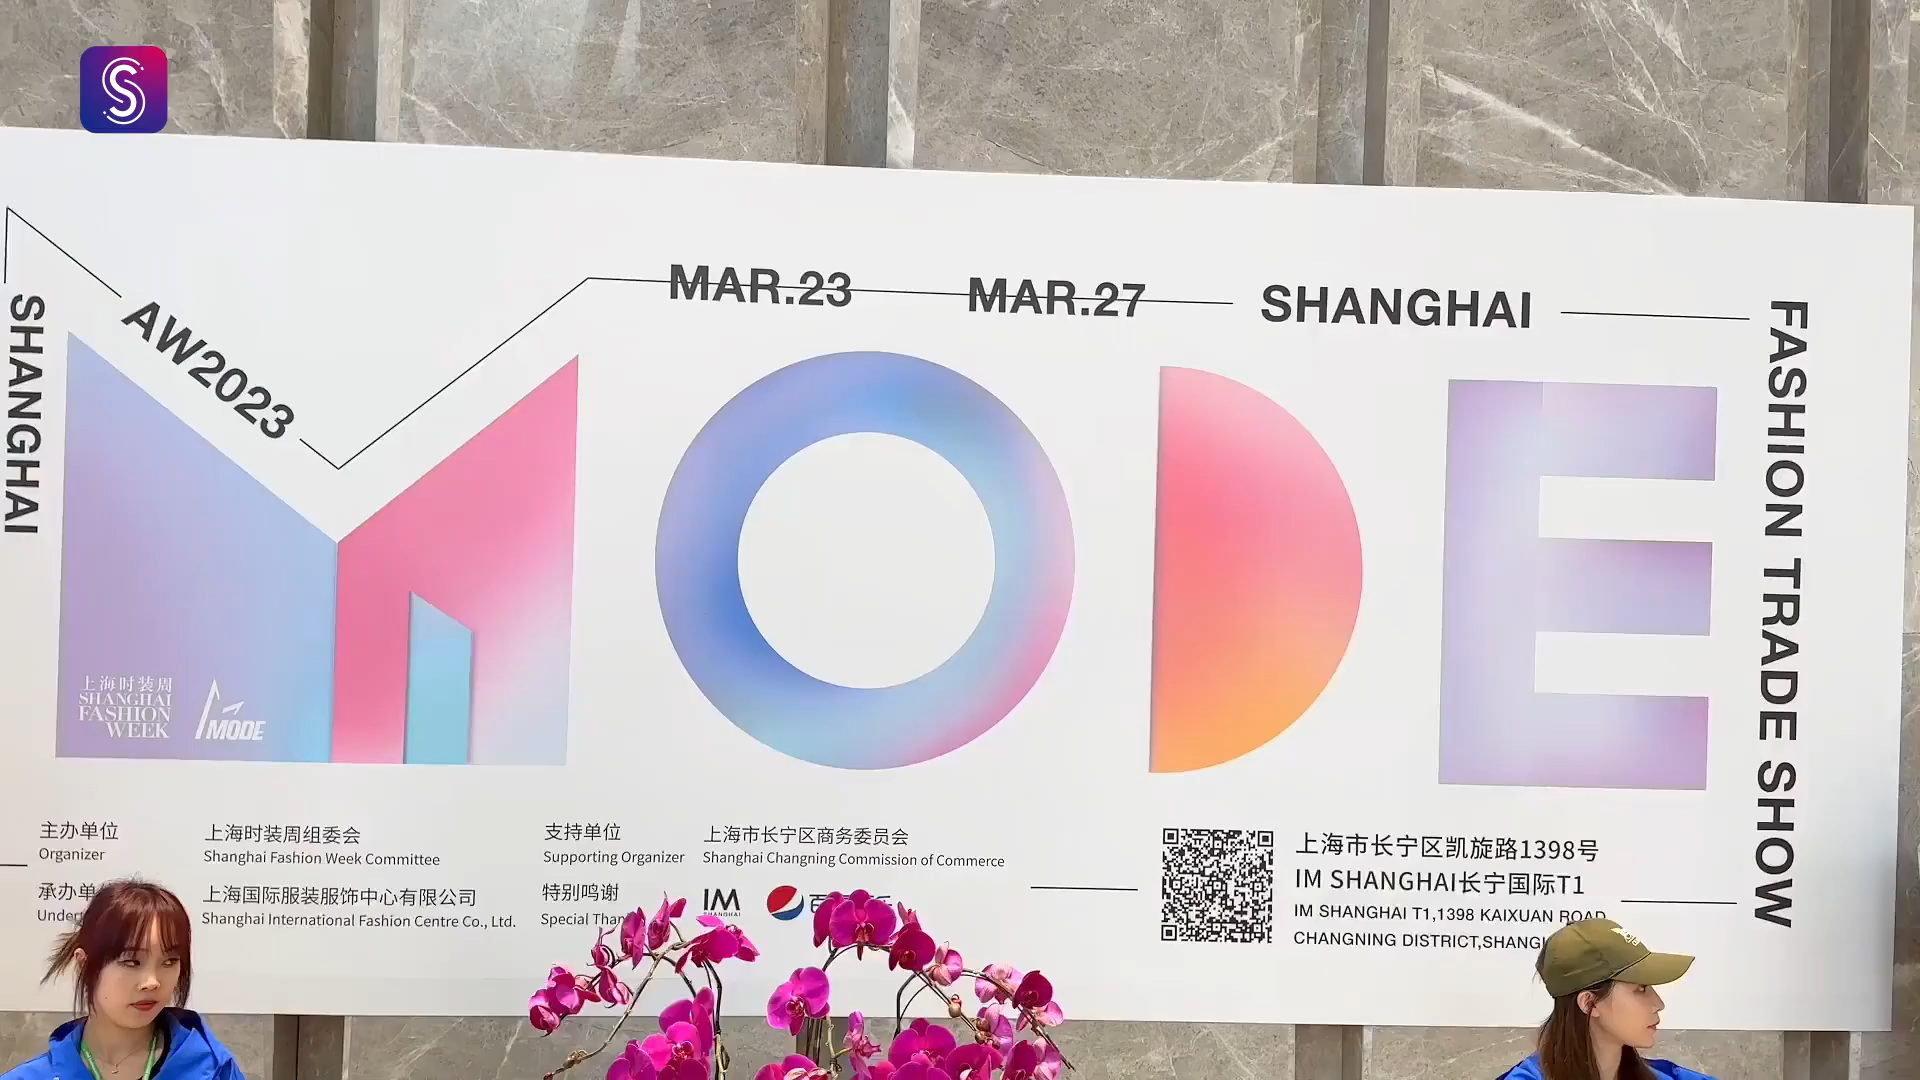 S
SHANGHAI
AW2023
MAR.23
MAR.27
SHANGHAI
FASHION TRADE SHOW
MODE
上海时装周
SHANGHAI
FASHION
WEEK
MODE
主办单位
Organizer
上海时装周组委会
Shanghai Fashion Week Committee
承办单
上海国际服装服饰中心有限公司
Shanghai International Fashion Centre Co., Ltd.
支持单位
Supporting Organizer
上海市长宁区商务委员会
Shanghai Changning Commission of Commerce
特别鸣谢
Special
IM
SHANGHAI
百
上海市长宁区凯旋路1398号
IM SHANGHAI长宁国际T1
IM SHANGHAI T1,1398 KAIXUAN ROAD
CHANGNING DISTRICT,